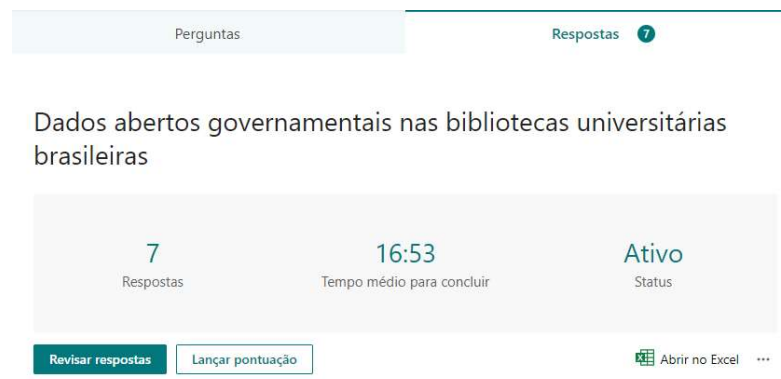 Perguntas
Respostas 7
Dados abertos governamentais nas bibliotecas universitárias
brasileiras
7
Respostas
16:53
Tempo médio para concluir
Ativo
Status
Revisar respostas
Lançar pontuação
Abrir no Excel